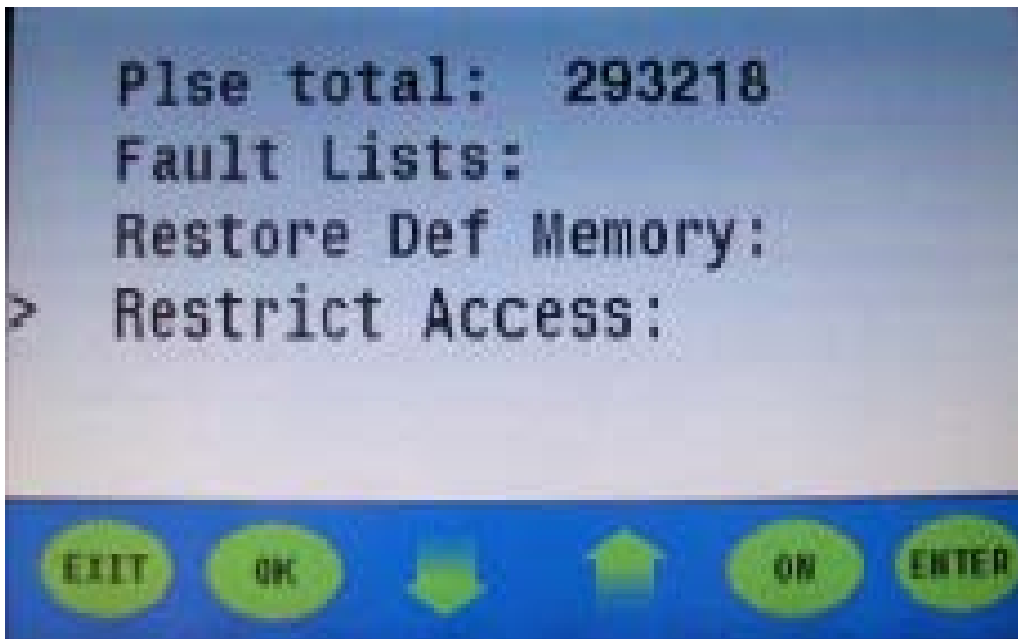 Plse total: 293218
Fault Lists:
Restore Def Memory:
> Restrict Access:
EXIT OK ON ENTER